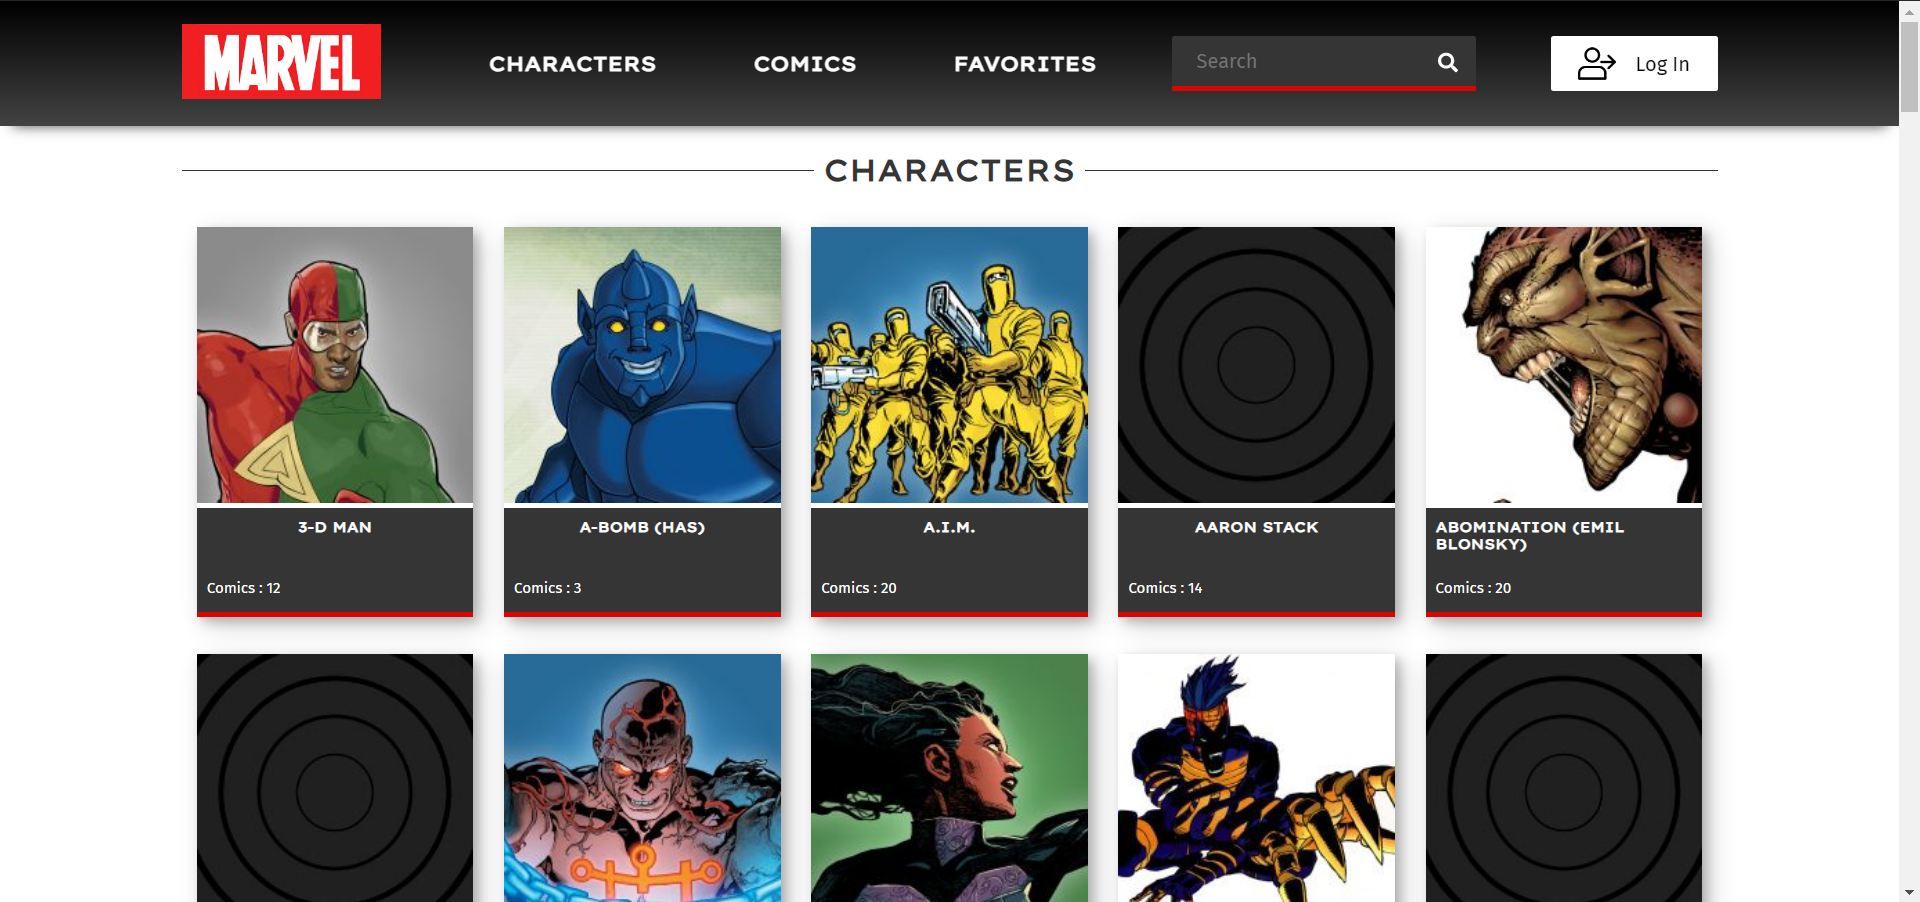 MARVEL
CHARACTERS
COMICS
FAVORITES
Search
Log In
CHARACTERS
3-D MAN
Comics : 12
A-BOMB (HAS)
Comics : 3
A.I.M.
Comics : 20
AARON STACK
Comics : 14
ABOMINATION (EMIL
BLONSKY)
Comics : 20